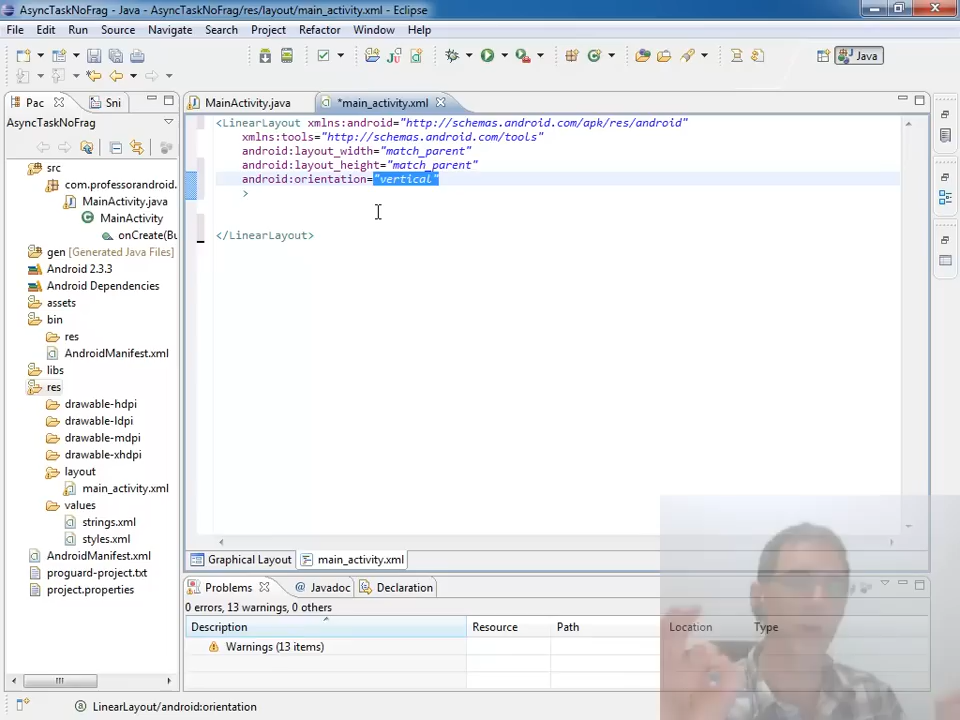 AsyncTaskNoFrag - Java - AsyncTaskNoFrag/res/layout/main_activity.xml - Eclipse
File Edit Run Source Navigate Search Project Refactor Window Help
Java
Pac Sni
MainActivity.java
*main_activity.xml
AsyncTaskNoFrag
src
com.professorandroid.
MainActivity.java
MainActivity
onCreate(Bu
gen [Generated Java Files]
Android 2.3.3
Android Dependencies
assets
bin
res
AndroidManifest.xml
libs
res
drawable-hdpi
drawable-ldpi
drawable-mdpi
drawable-xhdpi
layout
main_activity.xml
values
strings.xml
styles.xml
AndroidManifest.xml
proguard-project.txt
project.properties
<LinearLayout xmlns:android="http://schemas.android.com/apk/res/android"
xmlns:tools="http://schemas.android.com/tools"
android:layout_width="match_parent"
android:layout_height="match_parent"
android:orientation="vertical"
>
</LinearLayout>
Graphical Layout main_activity.xml
Problems @ Javadoc Declaration
0 errors, 13 warnings, 0 others
Description Resource Path Location Type
Warnings (13 items)
LinearLayout/android:orientation